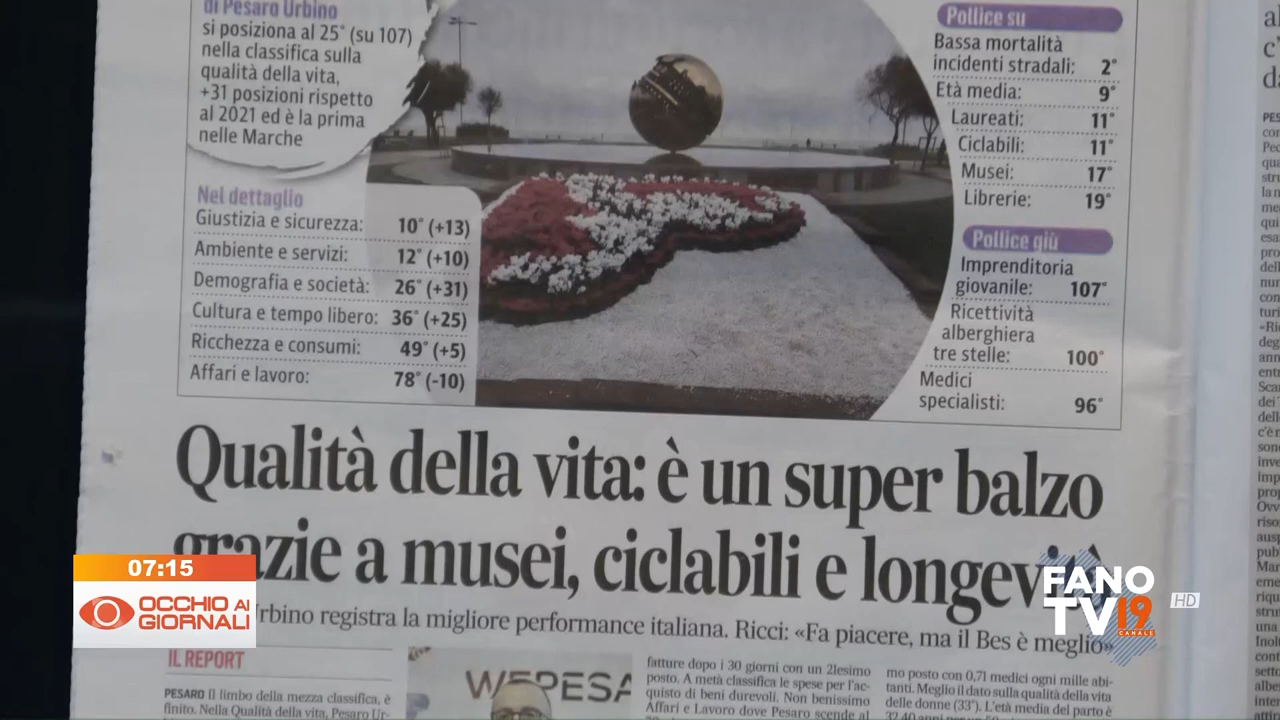 di Pesaro Urbino
si posiziona al 25° (su 107)
nella classifica sulla
qualità della vita,
+31 posizioni rispetto
al 2021 ed è la prima
nelle Marche
Nel dettaglio
Giustizia e sicurezza: 10° (+13)
Ambiente e servizi: 12° (+10)
Demografia e società: 26° (+31)
Cultura e tempo libero: 36° (+25)
Ricchezza e consumi: 49° (+5)
Affari e lavoro: 78° (-10)
Pollice su
Bassa mortalità
incidenti stradali: 2°
Età media: 9°
Laureati: 11°
Ciclabili: 11°
Musei: 17°
Librerie: 19°
Pollice giù
Imprenditoria
giovanile: 107°
Ricettività
alberghiera
tre stelle: 100°
Medici
specialisti: 96°
Qualità della vita: è un super balzo
grazie a musei, ciclabili e longevità
Urbino registra la migliore performance italiana. Ricci: «Fa piacere, ma il Bes è meglio»
IL REPORT
PESARO Il limbo della mezza classifica, è
finito. Nella Qualità della vita, Pesaro Ur-
WEPESA
fatture dopo i 30 giorni con un 21esimo
posto. A metà classifica le spese per l'ac-
quisto di beni durevoli. Non benissimo
Affari e Lavoro dove Pesaro scende al
mo posto con 0,71 medici ogni mille abi-
tanti. Meglio il dato sulla qualità della vita
delle donne (33°). L'età media del parto è
07:15
OCCHIO AI
GIORNALI
FANO
TV19
CANALE
HD